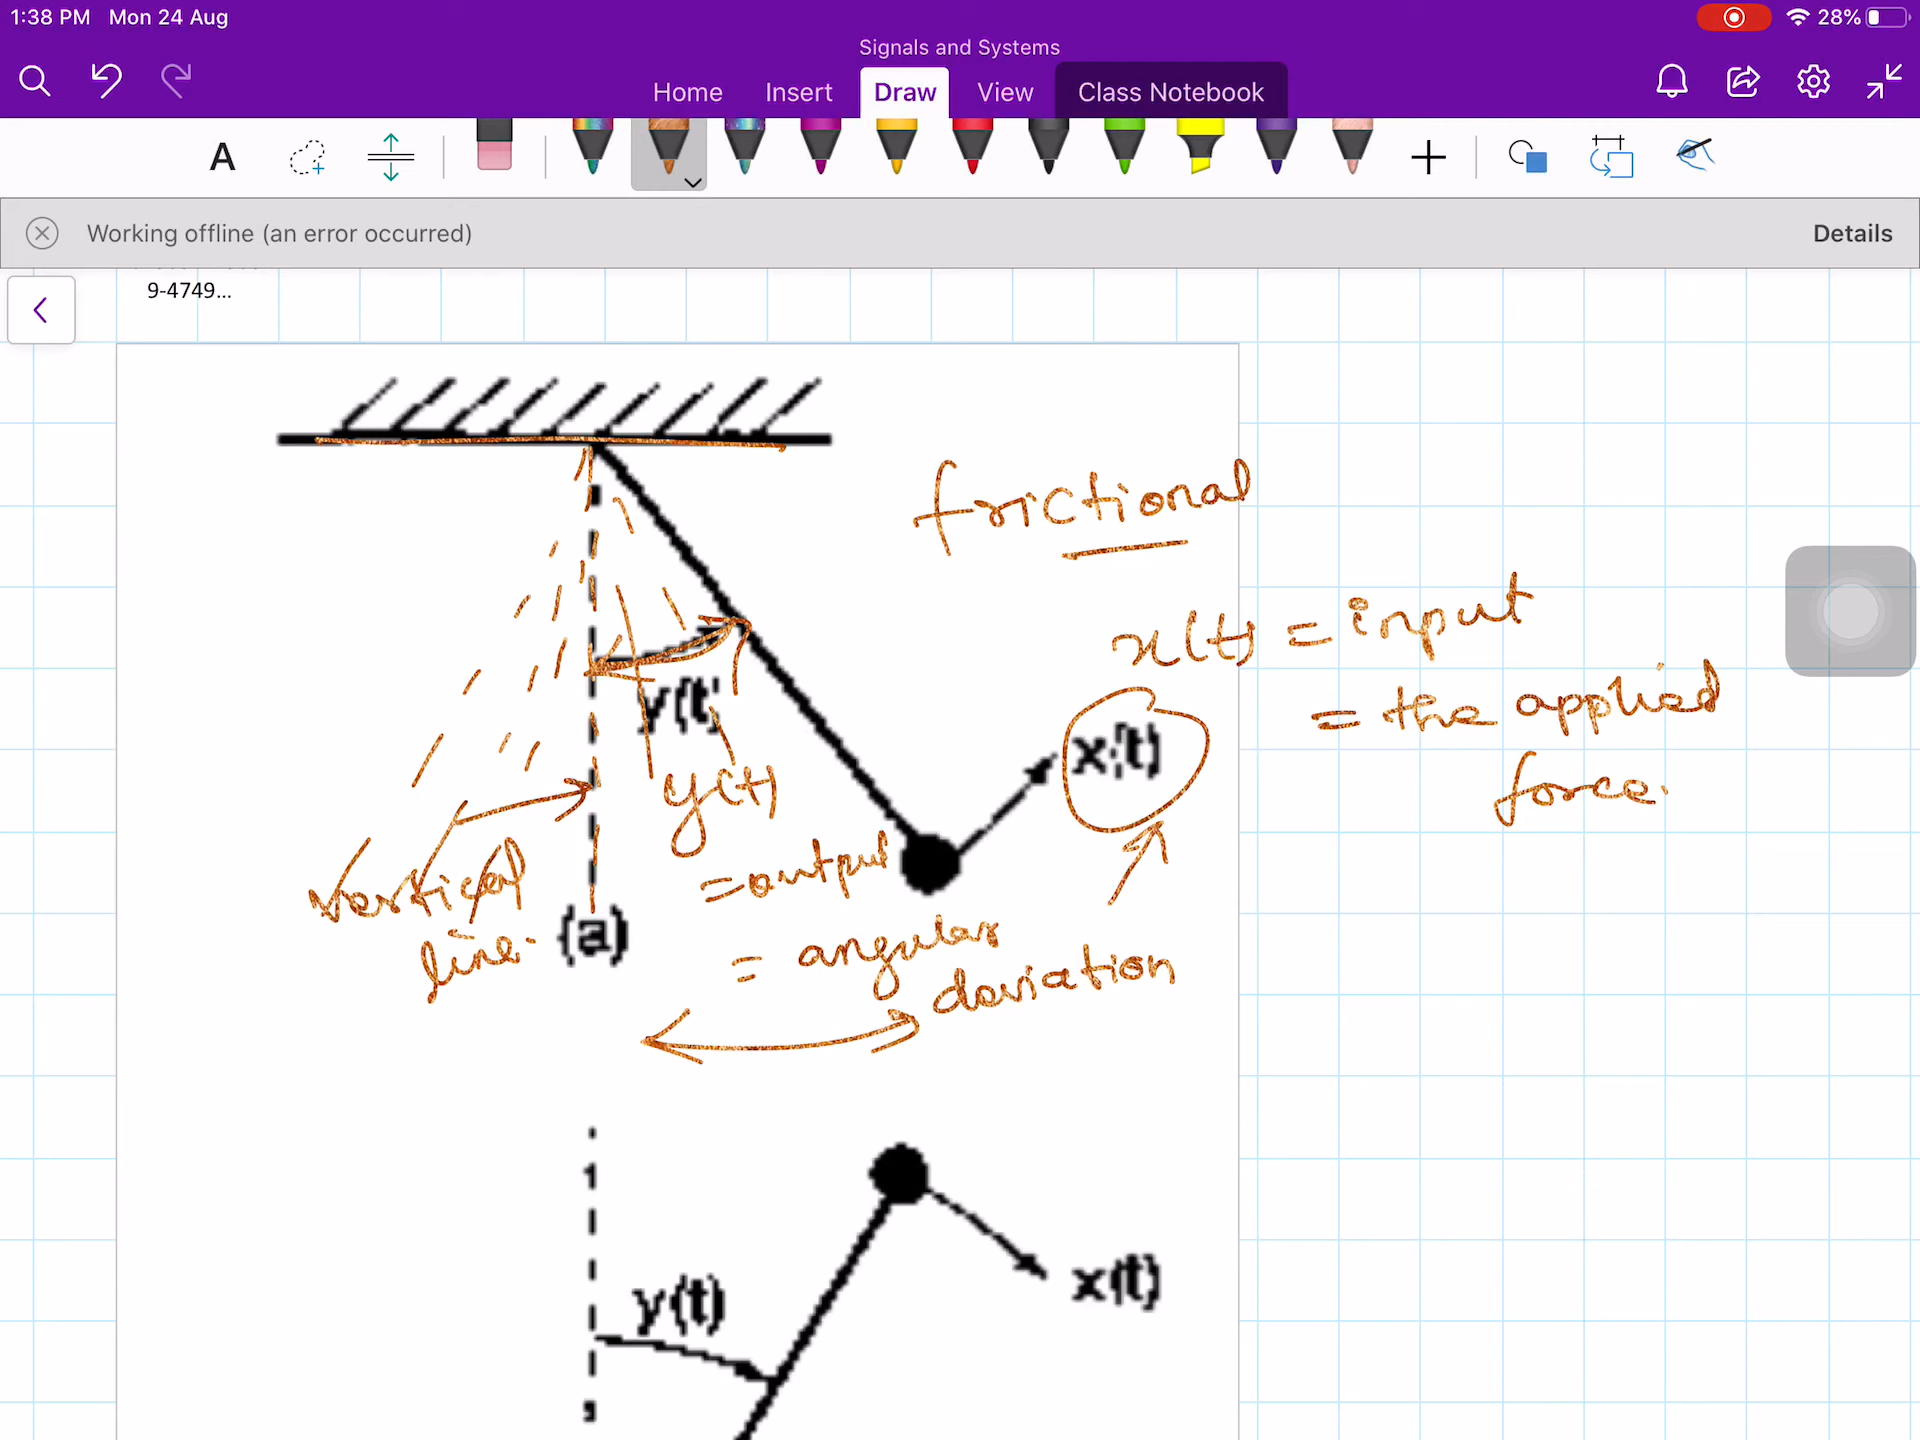 1:38 PM Mon 24 Aug
28%
Signals and Systems
Home Insert Draw View Class Notebook
A
Working offline (an error occurred)
Details
9-4749...
frictional
x(t) = input
= the applied
force.
y(t)
x(t)
y(t)
= output
= angular
deviation
vertical
line.
(a)
y(t)
x(t)